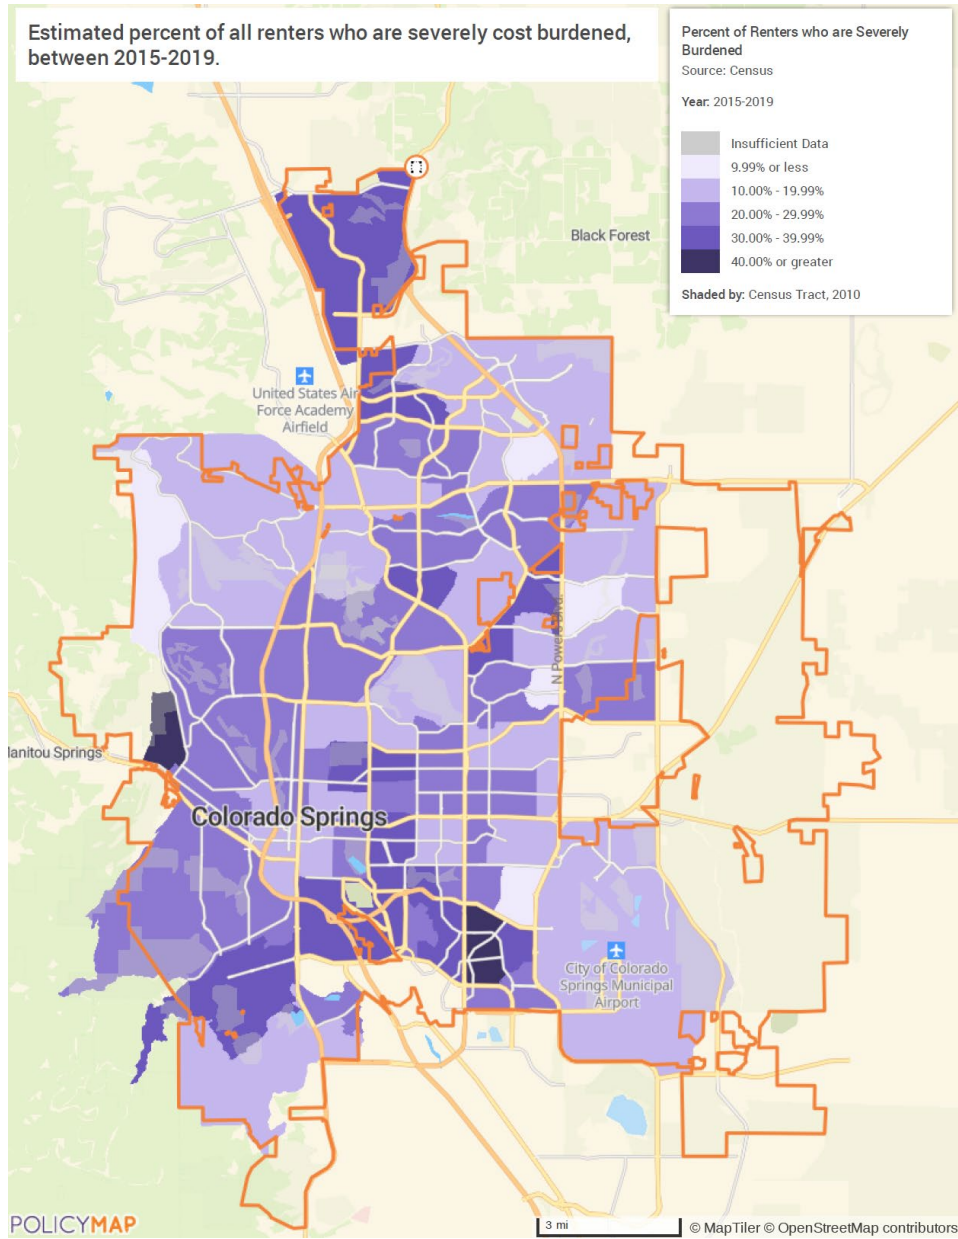 Estimated percent of all renters who are severely cost burdened,
between 2015-2019.
Percent of Renters who are Severely
Burdened
Source: Census
Year: 2015-2019
Insufficient Data
9.99% or less
10.00% - 19.99%
20.00% - 29.99%
30.00% - 39.99%
40.00% or greater
Shaded by: Census Tract, 2010
Black Forest
United States Air
Force Academy
Airfield
N Powers Blvd.
lanitou Springs
Colorado Springs
City of Colorado
Springs Municipal
Airport
POLICYMAP
3 mi
© MapTiler © OpenStreetMap contributors